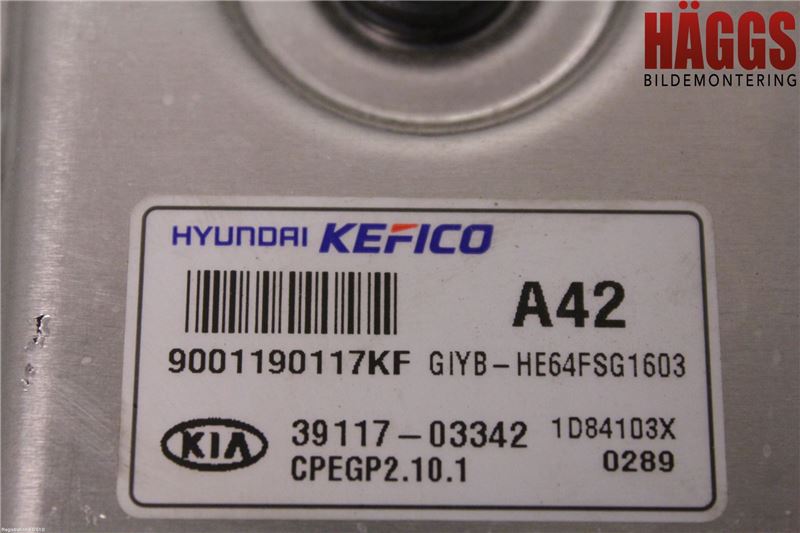 HÄGGS
BILDEMONTERING
HYUNDAI KEFICO
A42
9001190117KF GIYB-HE64FSG1603
KIA
39117-03342 1D84103X
CPEGP2.10.1 0289